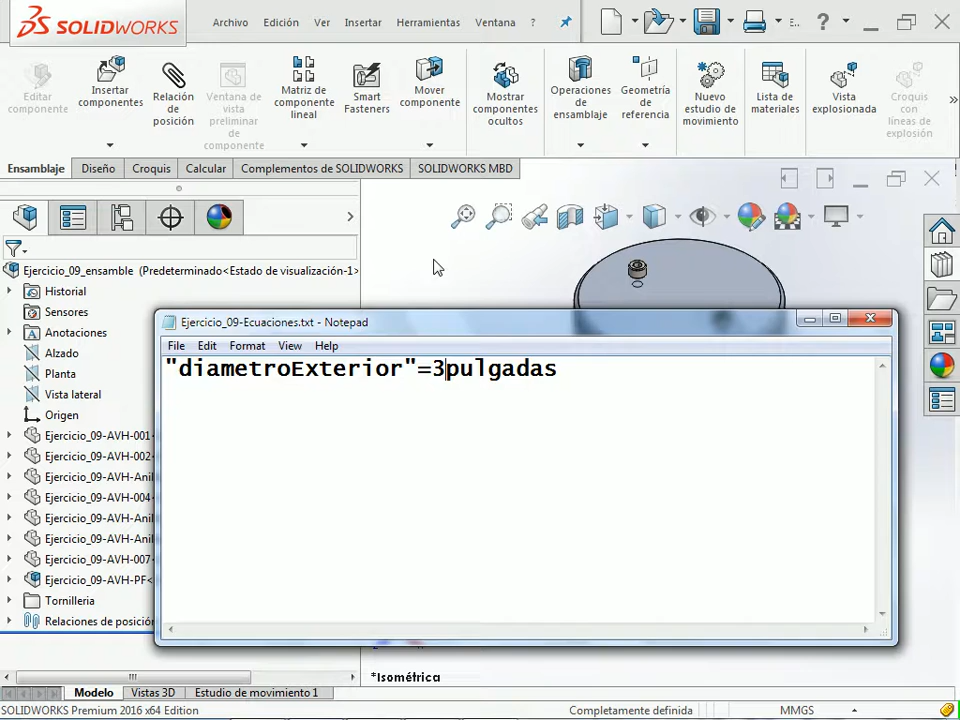 SOLIDWORKS
Archivo Edición Ver Insertar Herramientas Ventana ?
E..
Editar componente
Insertar componentes
Relación de posición
Ventana de vista preliminar de componente
Matriz de componente lineal
Smart Fasteners
Mover componente
Mostrar componentes ocultos
Operaciones de ensamblaje
Geometría de referencia
Nuevo estudio de movimiento
Lista de materiales
Vista explosionada
Croquis con líneas de explosión
Ensamblaje Diseño Croquis Calcular Complementos de SOLIDWORKS SOLIDWORKS MBD
Ejercicio_09_ensamble (Predeterminado<Estado de visualización-1>
Historial
Sensores
Anotaciones
Alzado
Planta
Vista lateral
Origen
Ejercicio_09-AVH-001
Ejercicio_09-AVH-002
Ejercicio_09-AVH-Anil
Ejercicio_09-AVH-004
Ejercicio_09-AVH-Anil
Ejercicio_09-AVH-Anil
Ejercicio_09-AVH-007
Ejercicio_09-AVH-PF<
Tornilleria
Relaciones de posición
Ejercicio_09-Ecuaciones.txt - Notepad
File Edit Format View Help
"diametroExterior"=3pulgadas
*Isométrica
Modelo Vistas 3D Estudio de movimiento 1
SOLIDWORKS Premium 2016 x64 Edition Completamente definida MMGS